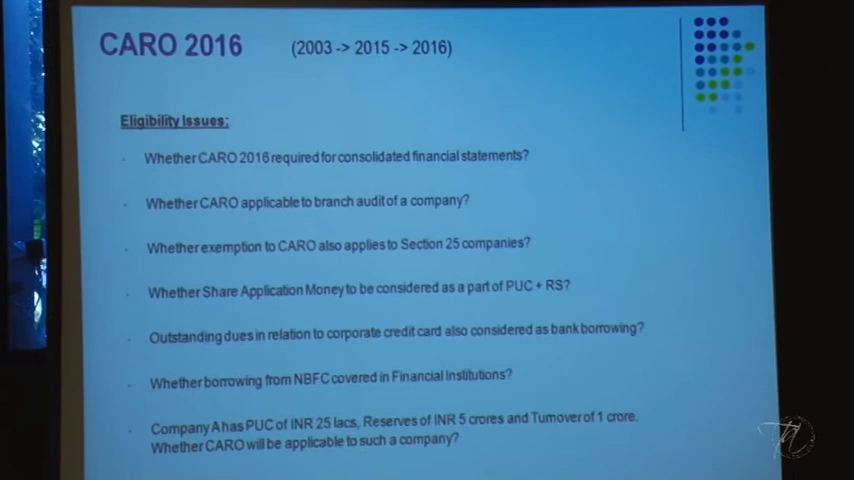 CARO 2016 (2003 -> 2015 -> 2016)
Eligibility Issues:
- Whether CARO 2016 required for consolidated financial statements?
- Whether CARO applicable to branch audit of a company?
- Whether exemption to CARO also applies to Section 25 companies?
- Whether Share Application Money to be considered as a part of PUC + RS?
- Outstanding dues in relation to corporate credit card also considered as bank borrowing?
- Whether borrowing from NBFC covered in Financial Institutions?
- Company A has PUC of INR 25 lacs, Reserves of INR 5 crores and Turnover of 1 crore.
Whether CARO will be applicable to such a company?